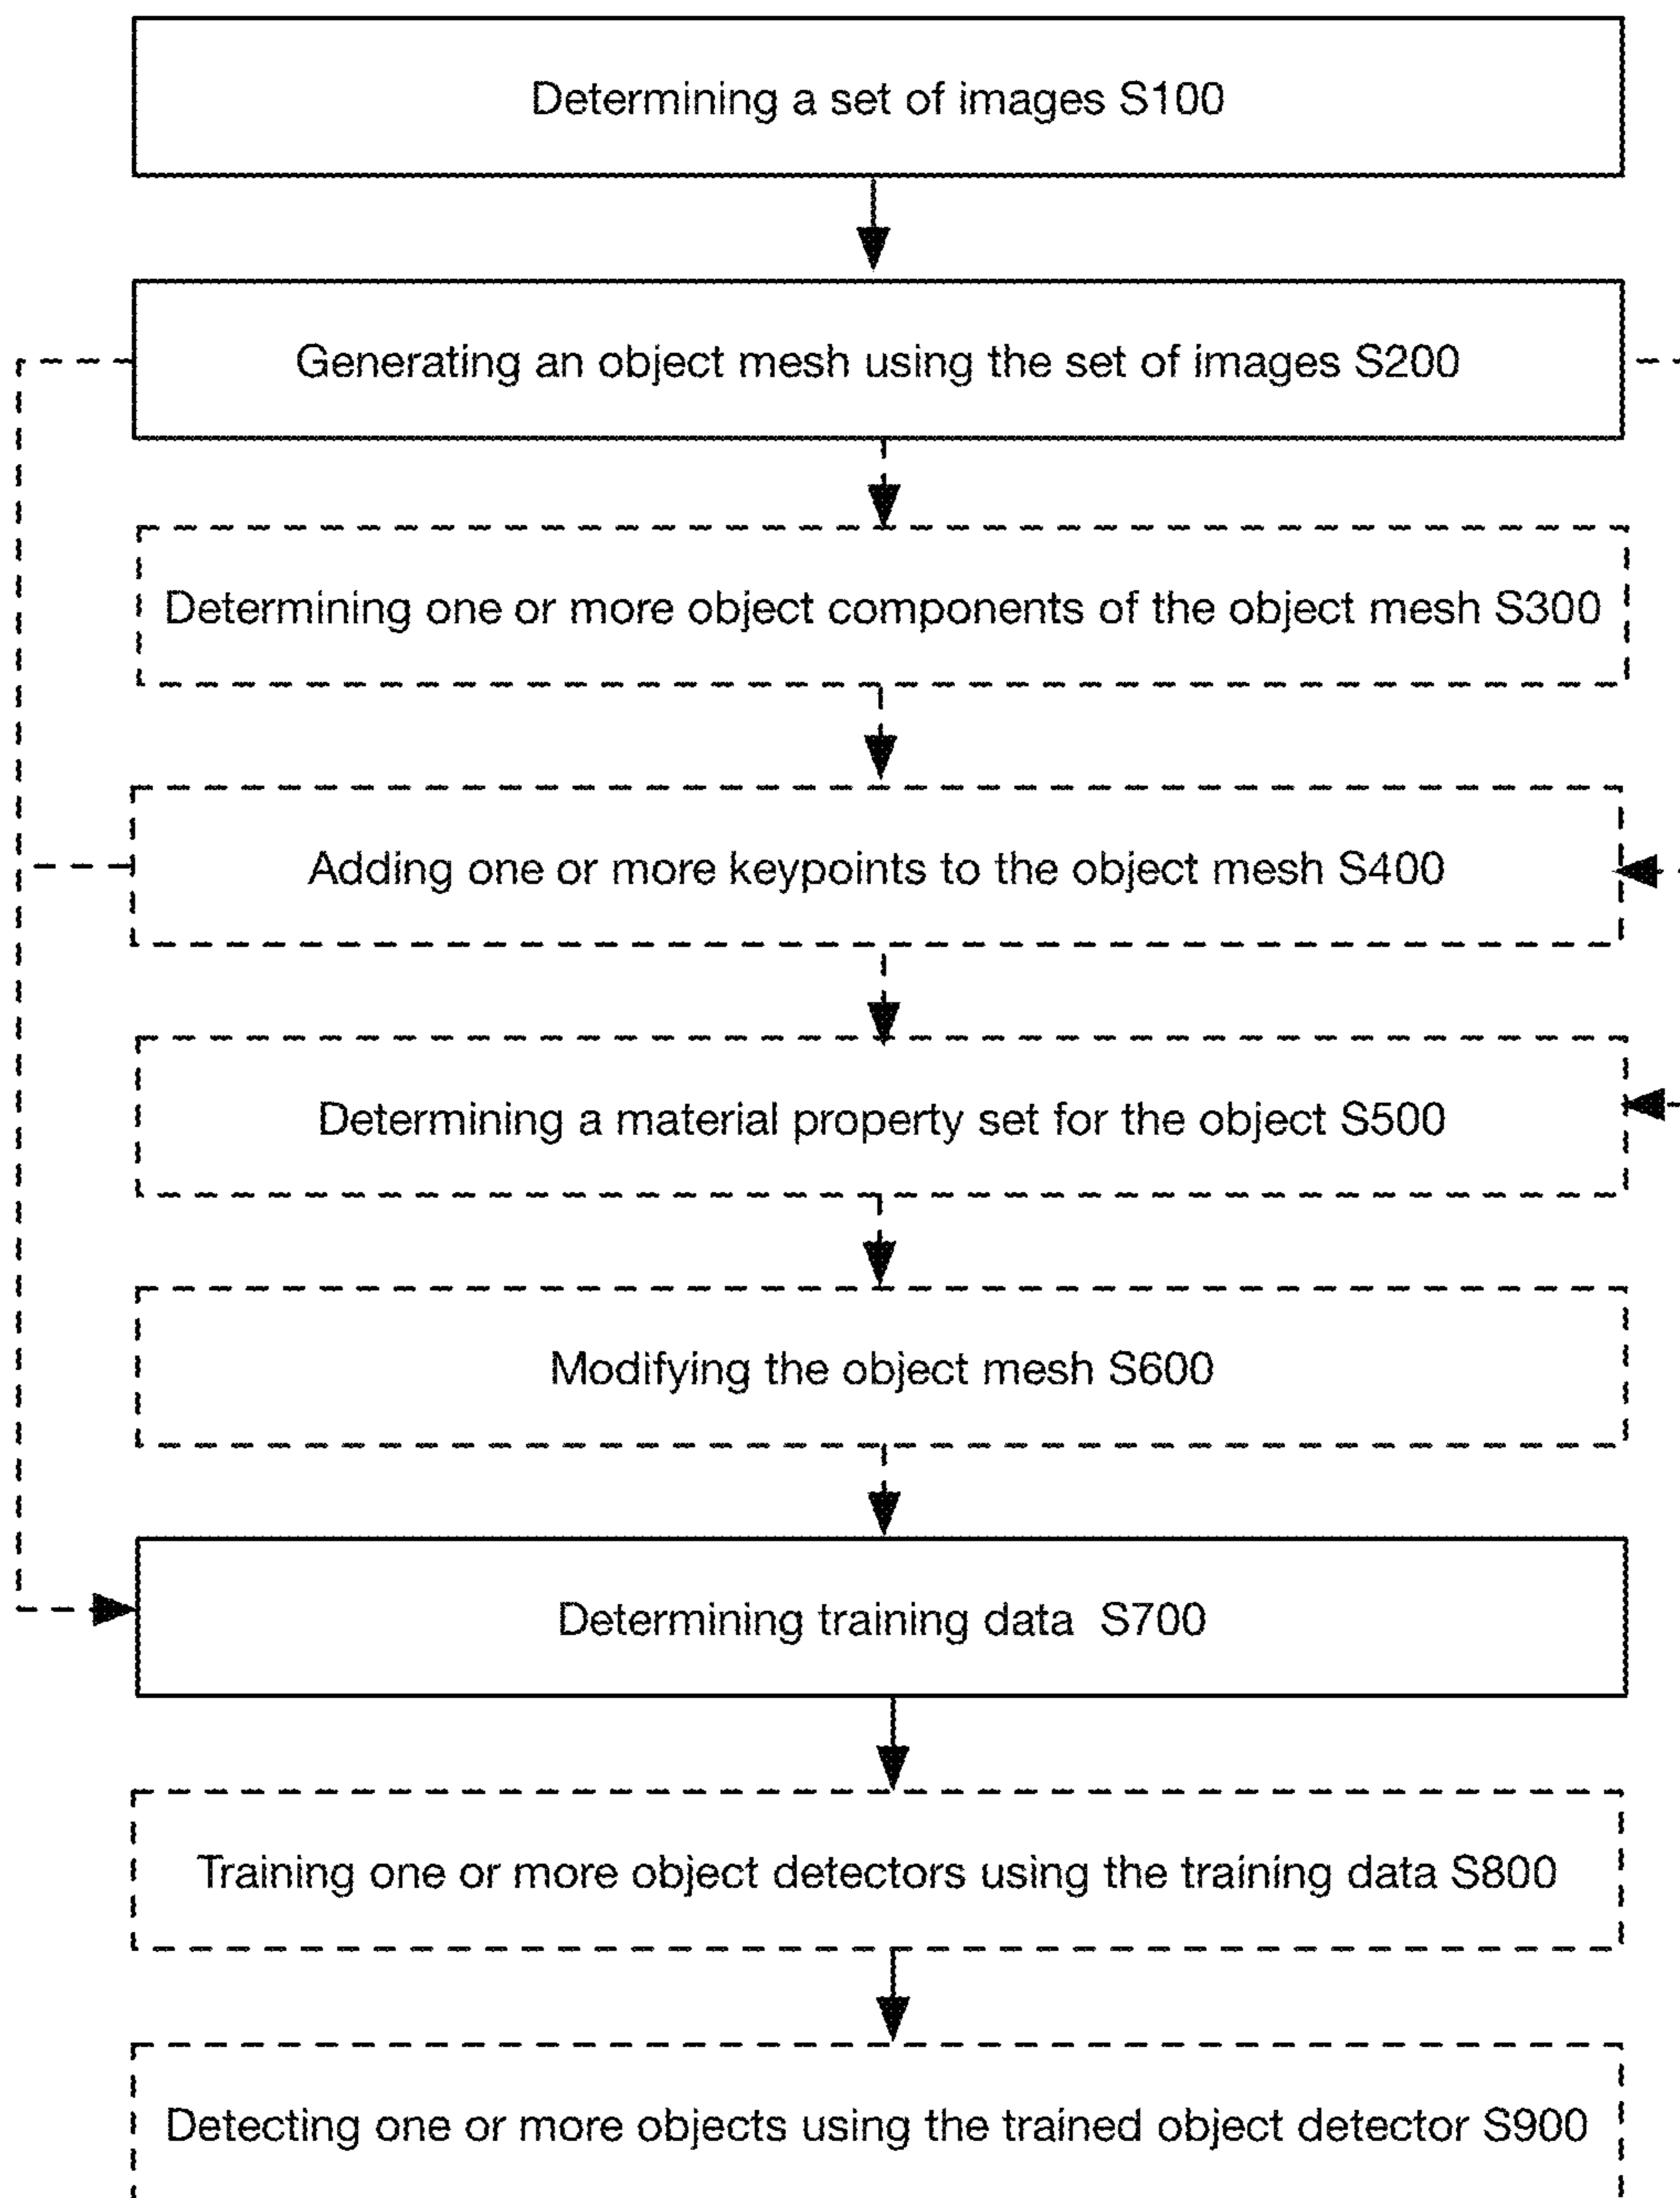 Determining a set of images S100
Generating an object mesh using the set of images S200
Determining one or more object components of the object mesh S300
Adding one or more keypoints to the object mesh S400
Determining a material property set for the object S500
Modifying the object mesh S600
Determining training data S700
Training one or more object detectors using the training data S800
Detecting one or more objects using the trained object detector S900